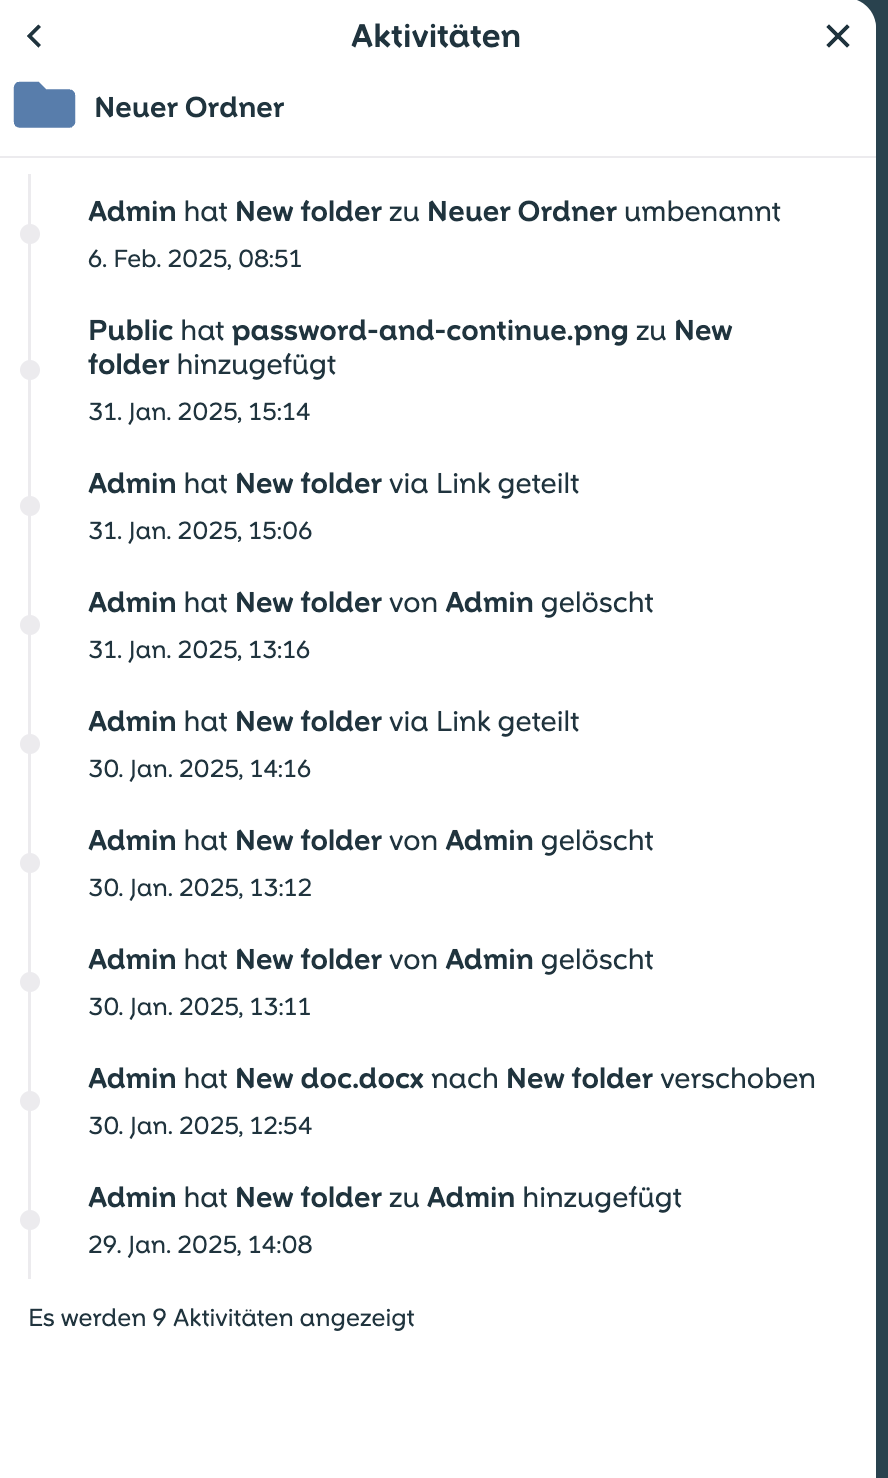 Aktivitäten
Neuer Ordner
Admin hat New folder zu Neuer Ordner umbenannt
6. Feb. 2025, 08:51
Public hat password-and-continue.png zu New
folder hinzugefügt
31. Jan. 2025, 15:14
Admin hat New folder via Link geteilt
31. Jan. 2025, 15:06
Admin hat New folder von Admin gelöscht
31. Jan. 2025, 13:16
Admin hat New folder via Link geteilt
30. Jan. 2025, 14:16
Admin hat New folder von Admin gelöscht
30. Jan. 2025, 13:12
Admin hat New folder von Admin gelöscht
30. Jan. 2025, 13:11
Admin hat New doc.docx nach New folder verschoben
30. Jan. 2025, 12:54
Admin hat New folder zu Admin hinzugefügt
29. Jan. 2025, 14:08
Es werden 9 Aktivitäten angezeigt